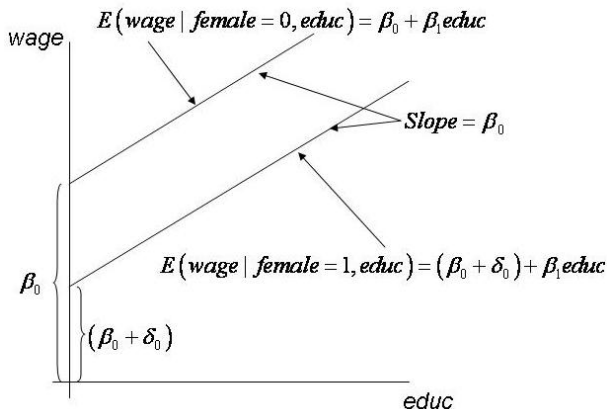 E(wage | female = 0, educ) = β₀ + β₁educ
wage
Slope = β₀
E(wage | female = 1, educ) = (β₀ + δ₀) + β₁educ
β₀
(β₀ + δ₀)
educ